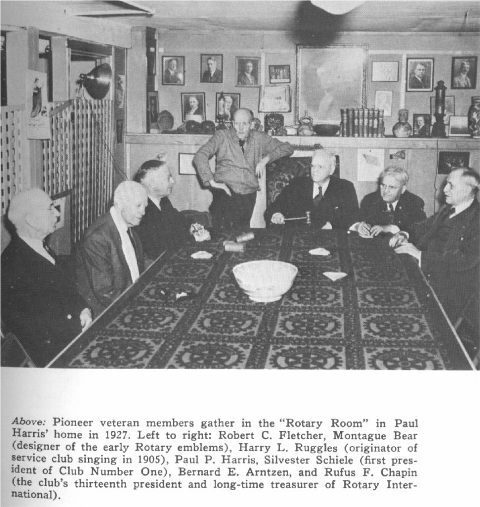 Above: Pioneer veteran members gather in the "Rotary Room" in Paul
Harris' home in 1927. Left to right: Robert C. Fletcher, Montague Bear
(designer of the early Rotary emblems), Harry L. Ruggles (originator of
service club singing in 1905), Paul P. Harris, Silvester Schiele (first pres-
ident of Club Number One), Bernard E. Arntzen, and Rufus F. Chapin
(the club's thirteenth president and long-time treasurer of Rotary Inter-
national).